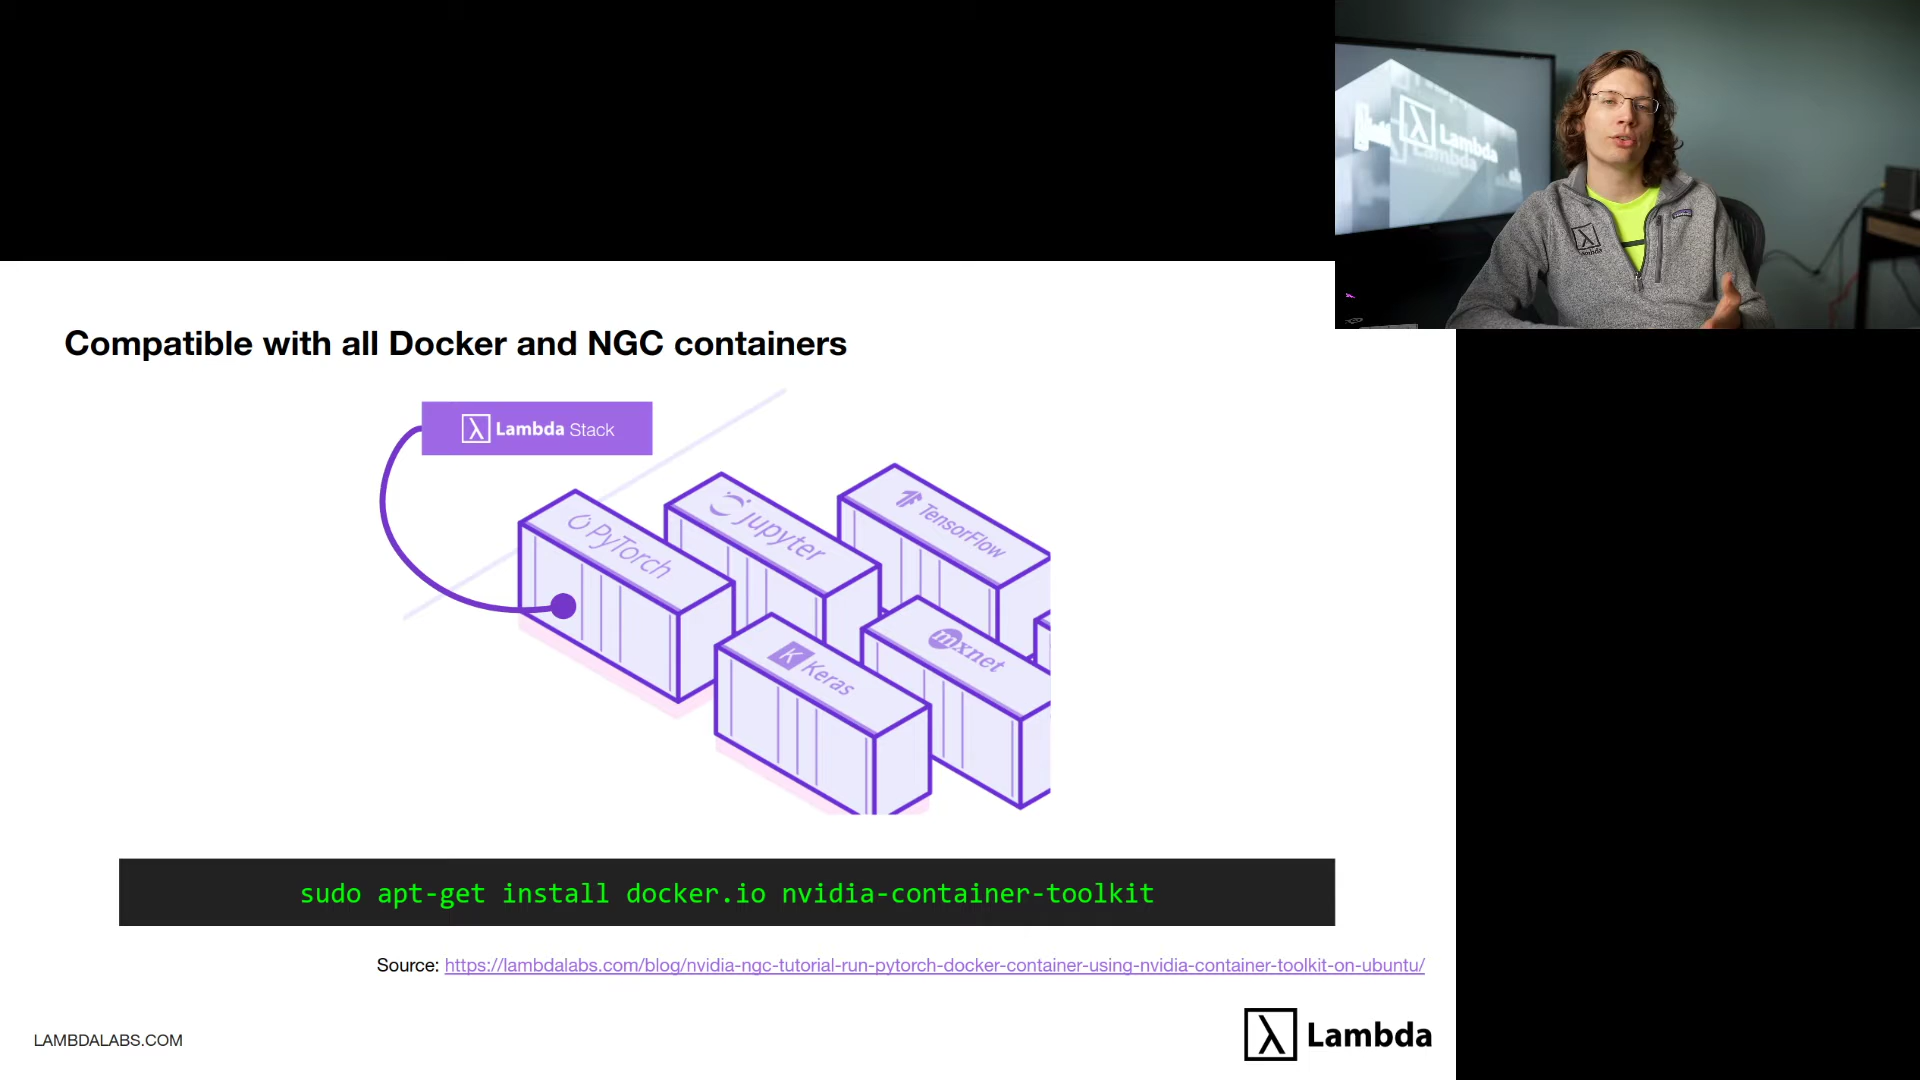 Lambda
Lambda
Compatible with all Docker and NGC containers
Lambda Stack
PyTorch
jupyter
TensorFlow
Keras
mxnet
sudo apt-get install docker.io nvidia-container-toolkit
Source: https://lambdalabs.com/blog/nvidia-ngc-tutorial-run-pytorch-docker-container-using-nvidia-container-toolkit-on-ubuntu/
LAMBDALABS.COM
Lambda